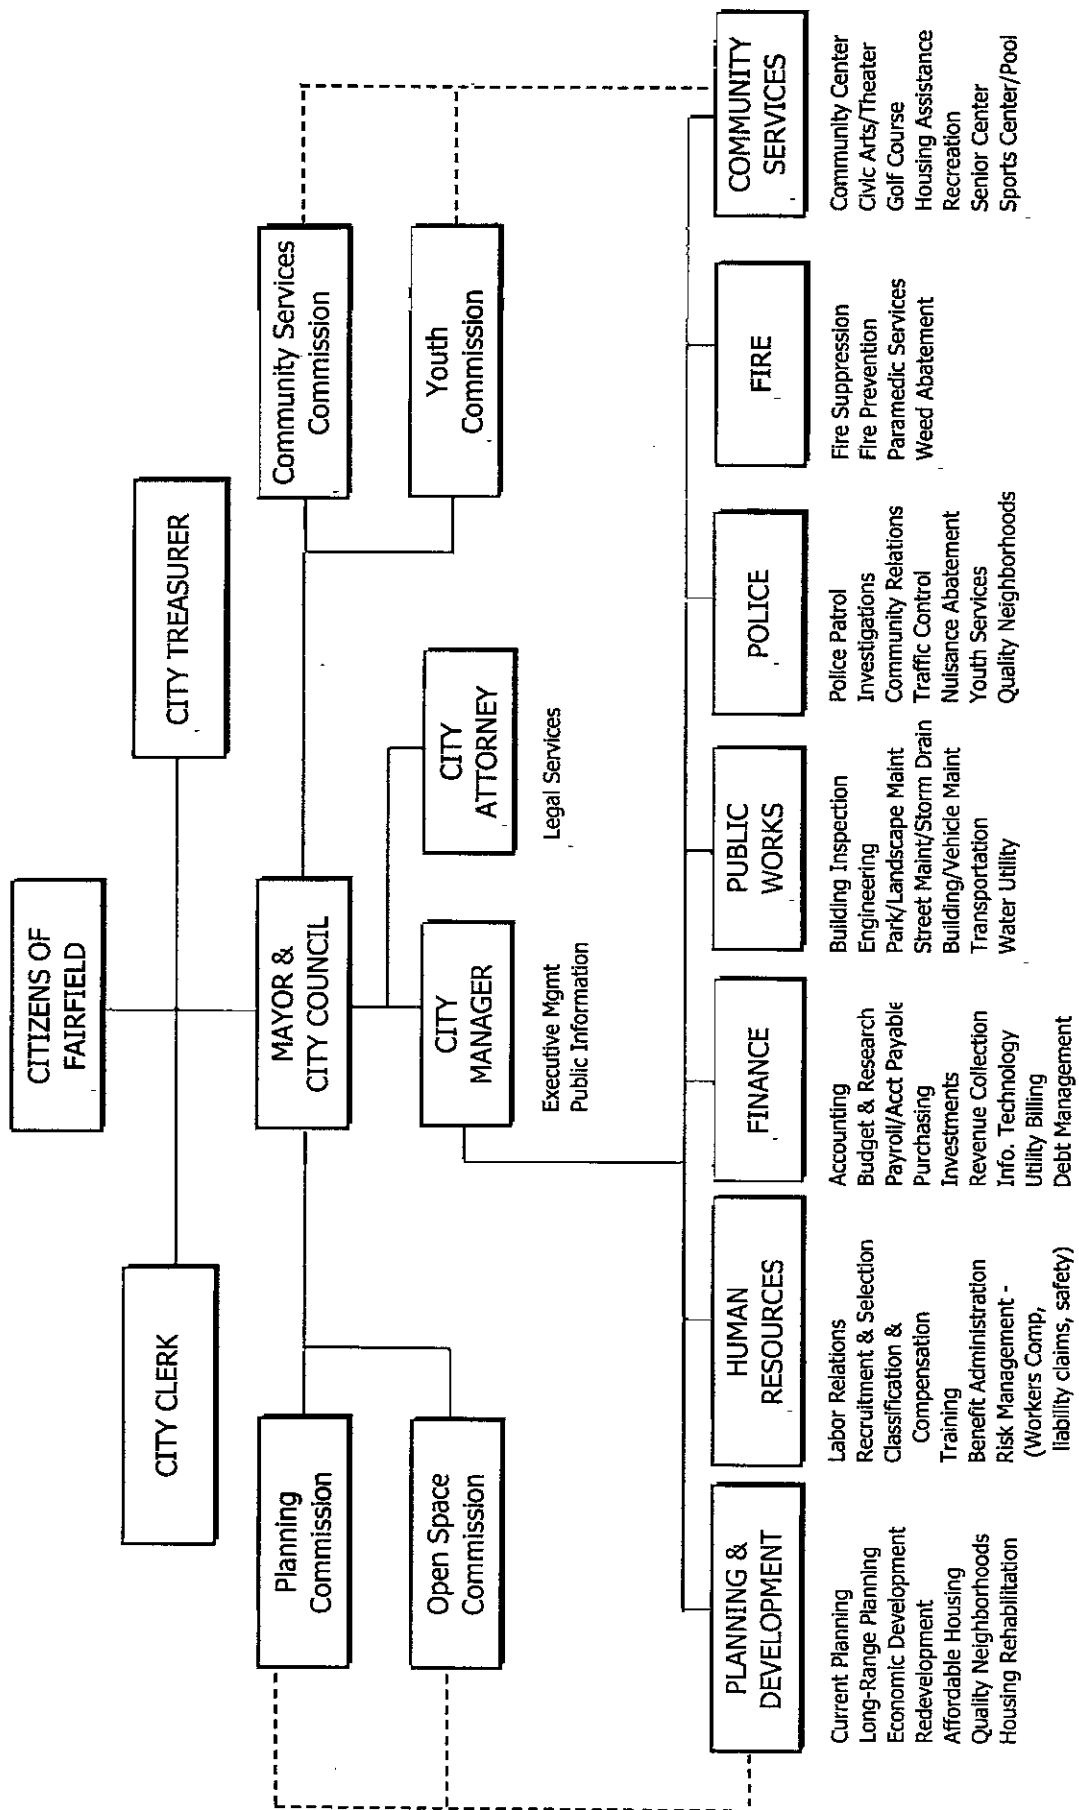 CITIZENS OF
FAIRFIELD
CITY CLERK
CITY TREASURER
MAYOR &
CITY COUNCIL
Planning
Commission
Open Space
Commission
Community Services
Commission
Youth
Commission
CITY
MANAGER
Executive Mgmt
Public Information
CITY
ATTORNEY
Legal Services
PLANNING &
DEVELOPMENT
Current Planning
Long-Range Planning
Economic Development
Redevelopment
Affordable Housing
Quality Neighborhoods
Housing Rehabilitation
HUMAN
RESOURCES
Labor Relations
Recruitment & Selection
Classification &
Compensation
Training
Benefit Administration
Risk Management -
(Workers Comp,
liability claims, safety)
FINANCE
Accounting
Budget & Research
Payroll/Acct Payable
Purchasing
Investments
Revenue Collection
Info. Technology
Utility Billing
Debt Management
PUBLIC
WORKS
Building Inspection
Engineering
Park/Landscape Maint
Street Maint/Storm Drain
Building/Vehicle Maint
Transportation
Water Utility
POLICE
Police Patrol
Investigations
Community Relations
Traffic Control
Nuisance Abatement
Youth Services
Quality Neighborhoods
FIRE
Fire Suppression
Fire Prevention
Paramedic Services
Weed Abatement
COMMUNITY
SERVICES
Community Center
Civic Arts/Theater
Golf Course
Housing Assistance
Recreation
Senior Center
Sports Center/Pool